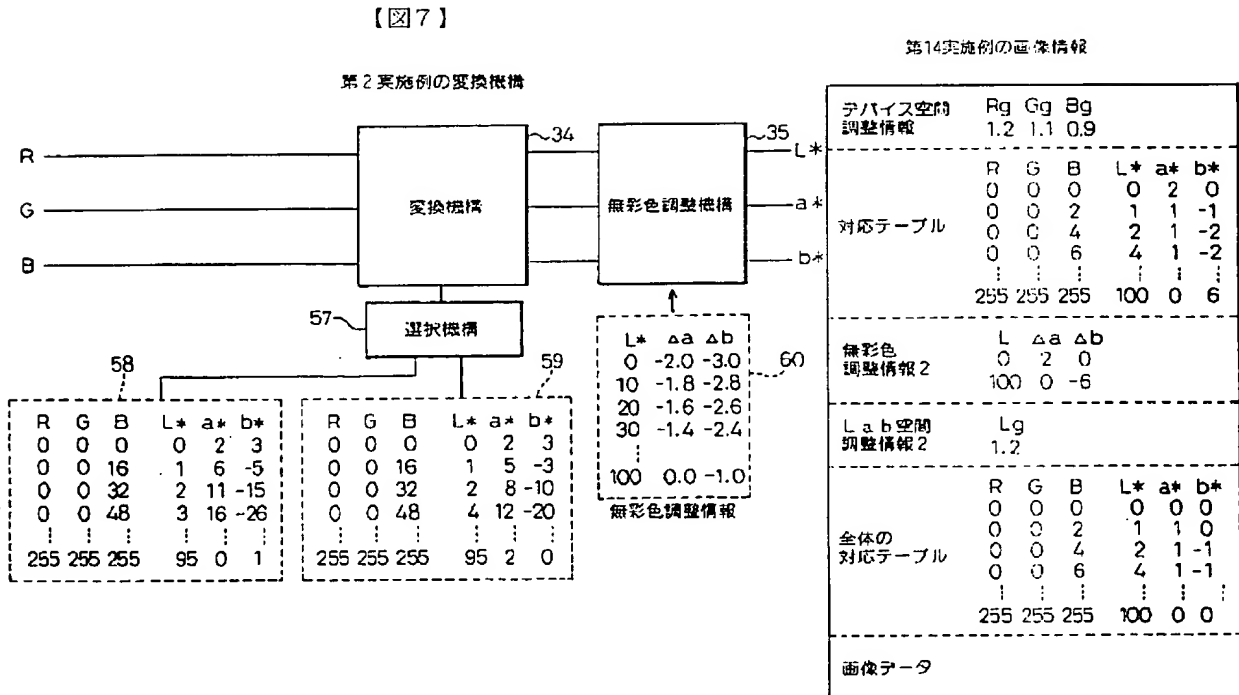 【図7】
第2実施例の変換機構
R
G
B
変換機構
34
無彩色調整機構
35
L*
a*
b*
57
選択機構
58
R G B L* a* b*
0 0 0 0 2 3
0 0 16 1 6 -5
0 0 32 2 11 -15
0 0 48 3 16 -26
255 255 255 95 0 1
59
R G B L* a* b*
0 0 0 0 2 3
0 0 16 1 5 -3
0 0 32 2 8 -10
0 0 48 4 12 -20
255 255 255 95 2 0
60
L* Δa Δb
0 -2.0 -3.0
10 -1.8 -2.8
20 -1.6 -2.6
30 -1.4 -2.4
100 0.0 -1.0
無彩色調整情報
第14実施例の画像情報
デバイス空間 Rg Gg Bg
調整情報 1.2 1.1 0.9
R G B L* a* b*
0 0 0 0 2 0
0 0 2 1 1 -1
対応テーブル 0 0 4 2 1 -2
0 0 6 4 1 -2
255 255 255 100 0 6
無彩色 L Δa Δb
調整情報2 0 2 0
100 0 -6
Lab空間 Lg
調整情報2 1.2
R G B L* a* b*
0 0 0 0 0 0
全体の 0 0 2 1 1 0
対応テーブル 0 0 4 2 1 -1
0 0 6 4 1 -1
255 255 255 100 0 0
画像データ